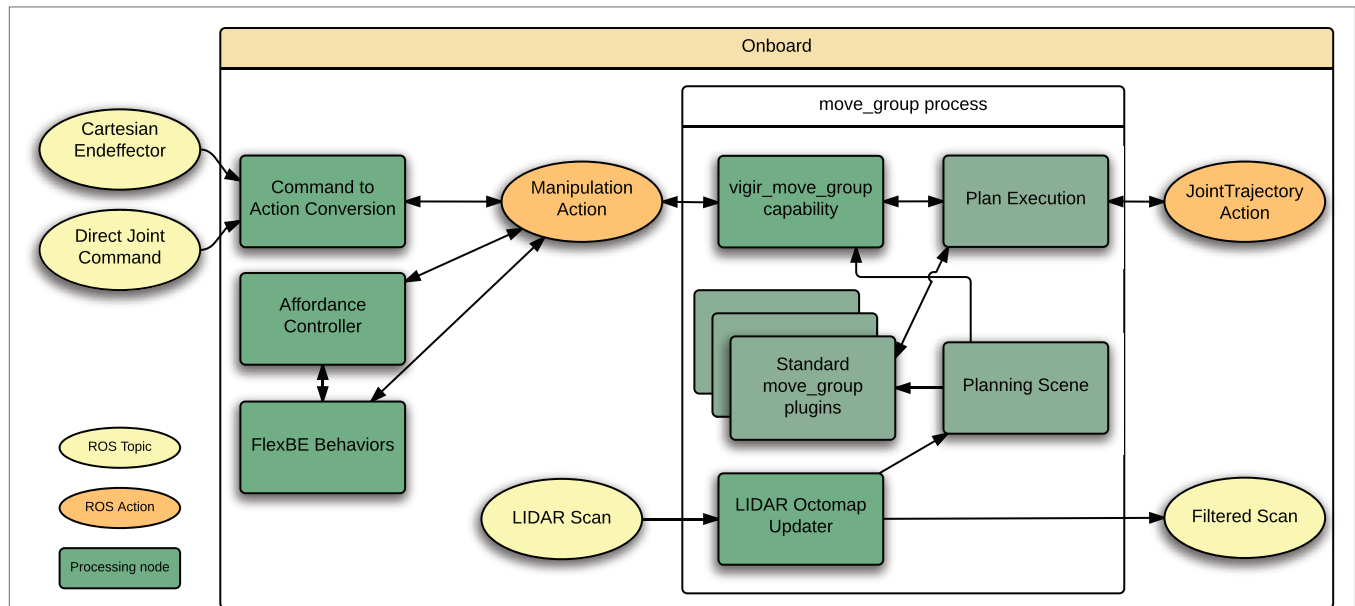 Onboard
move_group process
Cartesian
Endeffector
Direct Joint
Command
Command to
Action Conversion
Manipulation
Action
vigir_move_group
capability
Plan Execution
JointTrajectory
Action
Affordance
Controller
Standard
move_group
plugins
Planning Scene
FlexBE Behaviors
LIDAR Scan
LIDAR Octomap
Updater
Filtered Scan
ROS Topic
ROS Action
Processing node